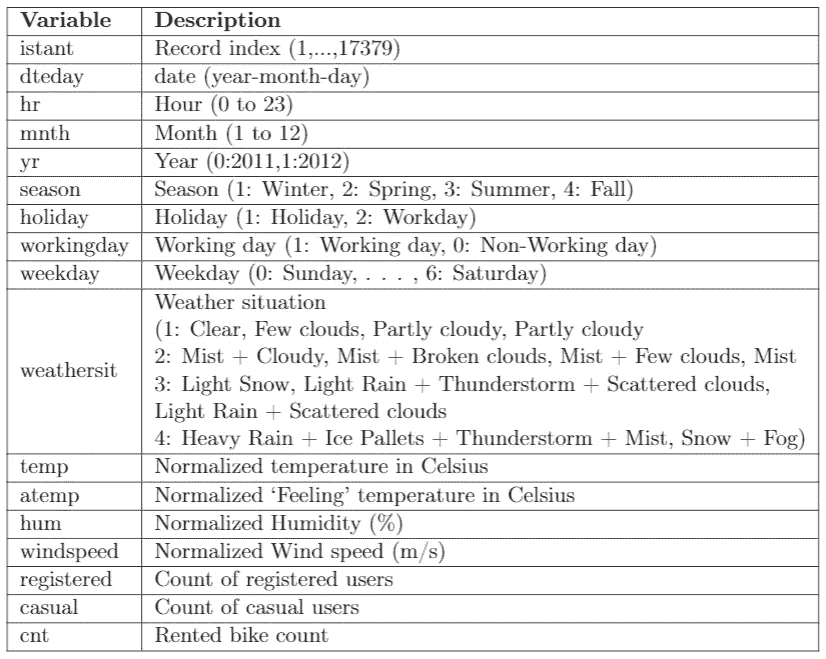 Variable Description
istant Record index (1,...,17379)
dteday date (year-month-day)
hr Hour (0 to 23)
mnth Month (1 to 12)
yr Year (0:2011,1:2012)
season Season (1: Winter, 2: Spring, 3: Summer, 4: Fall)
holiday Holiday (1: Holiday, 2: Workday)
workingday Working day (1: Working day, 0: Non-Working day)
weekday Weekday (0: Sunday, . . . , 6: Saturday)
weathersit Weather situation
(1: Clear, Few clouds, Partly cloudy, Partly cloudy
2: Mist + Cloudy, Mist + Broken clouds, Mist + Few clouds, Mist
3: Light Snow, Light Rain + Thunderstorm + Scattered clouds,
Light Rain + Scattered clouds
4: Heavy Rain + Ice Pallets + Thunderstorm + Mist, Snow + Fog)
temp Normalized temperature in Celsius
atemp Normalized ‘Feeling’ temperature in Celsius
hum Normalized Humidity (%)
windspeed Normalized Wind speed (m/s)
registered Count of registered users
casual Count of casual users
cnt Rented bike count